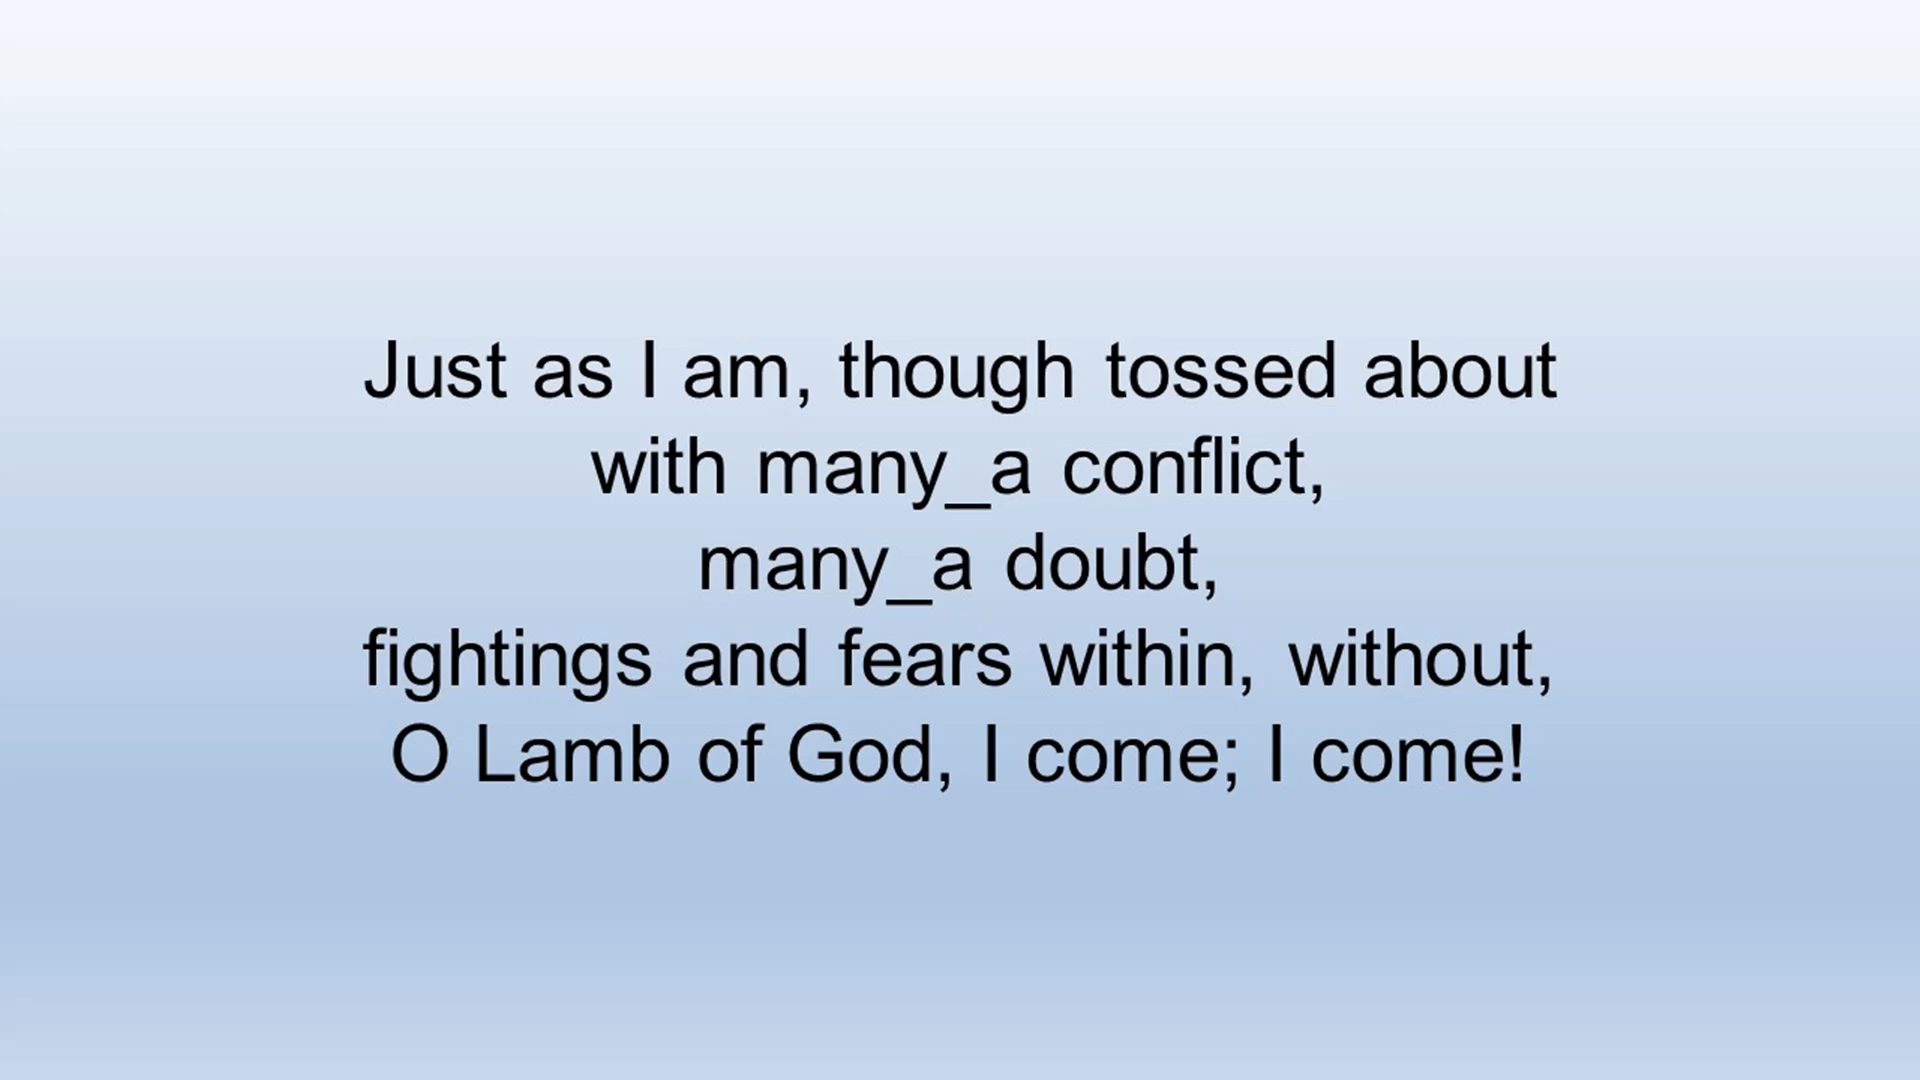 Just as I am, though tossed about
with many_a conflict,
many_a doubt,
fightings and fears within, without,
O Lamb of God, I come; I come!